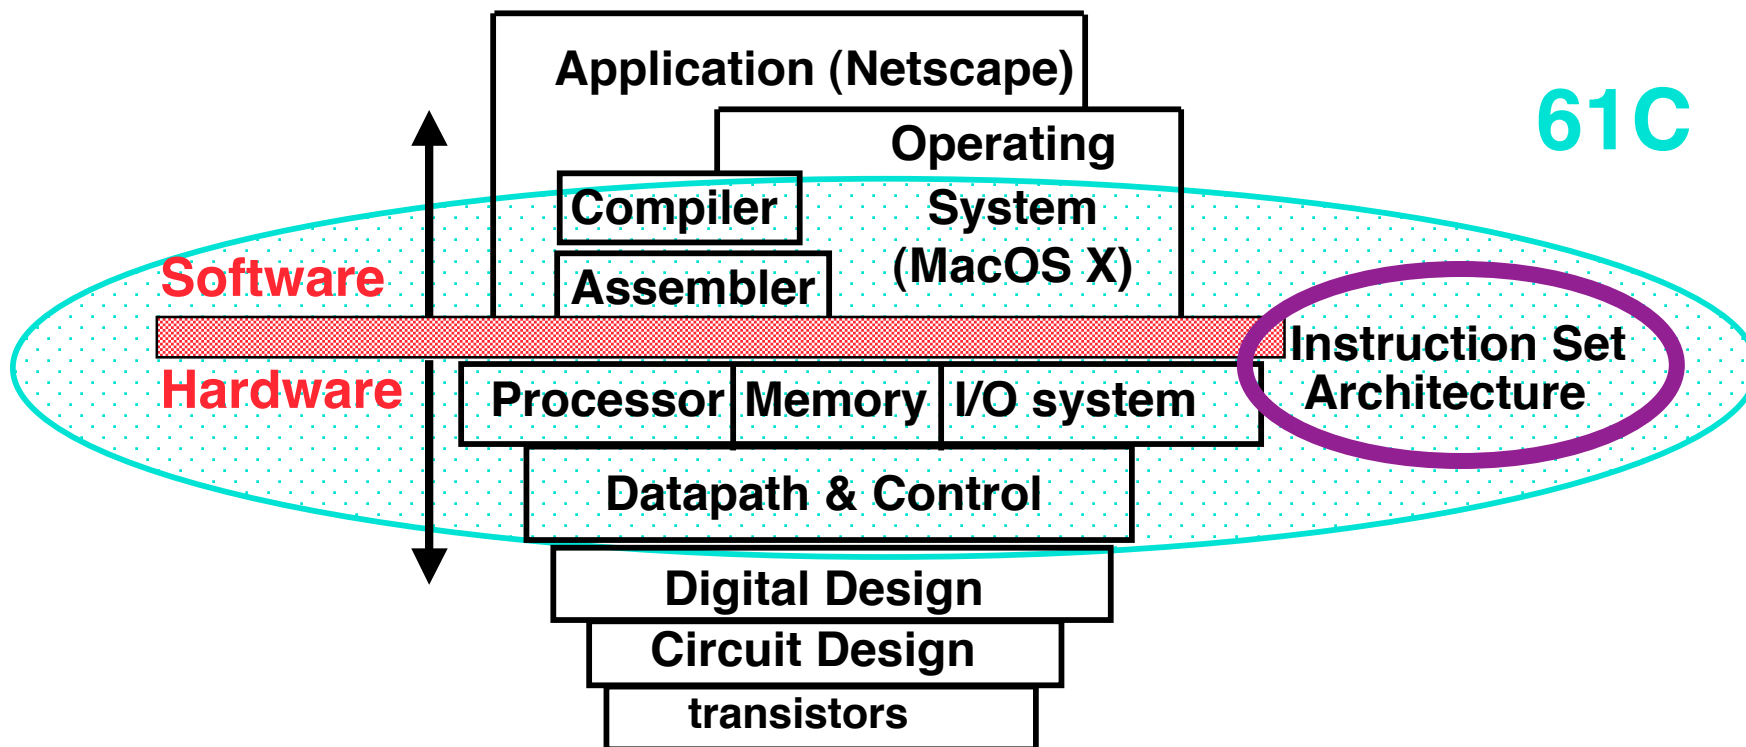 Application (Netscape)
61C
Operating
System
(MacOS X)
Compiler
Assembler
Software
Hardware
Instruction Set
Architecture
Processor
Memory
I/O system
Datapath & Control
Digital Design
Circuit Design
transistors